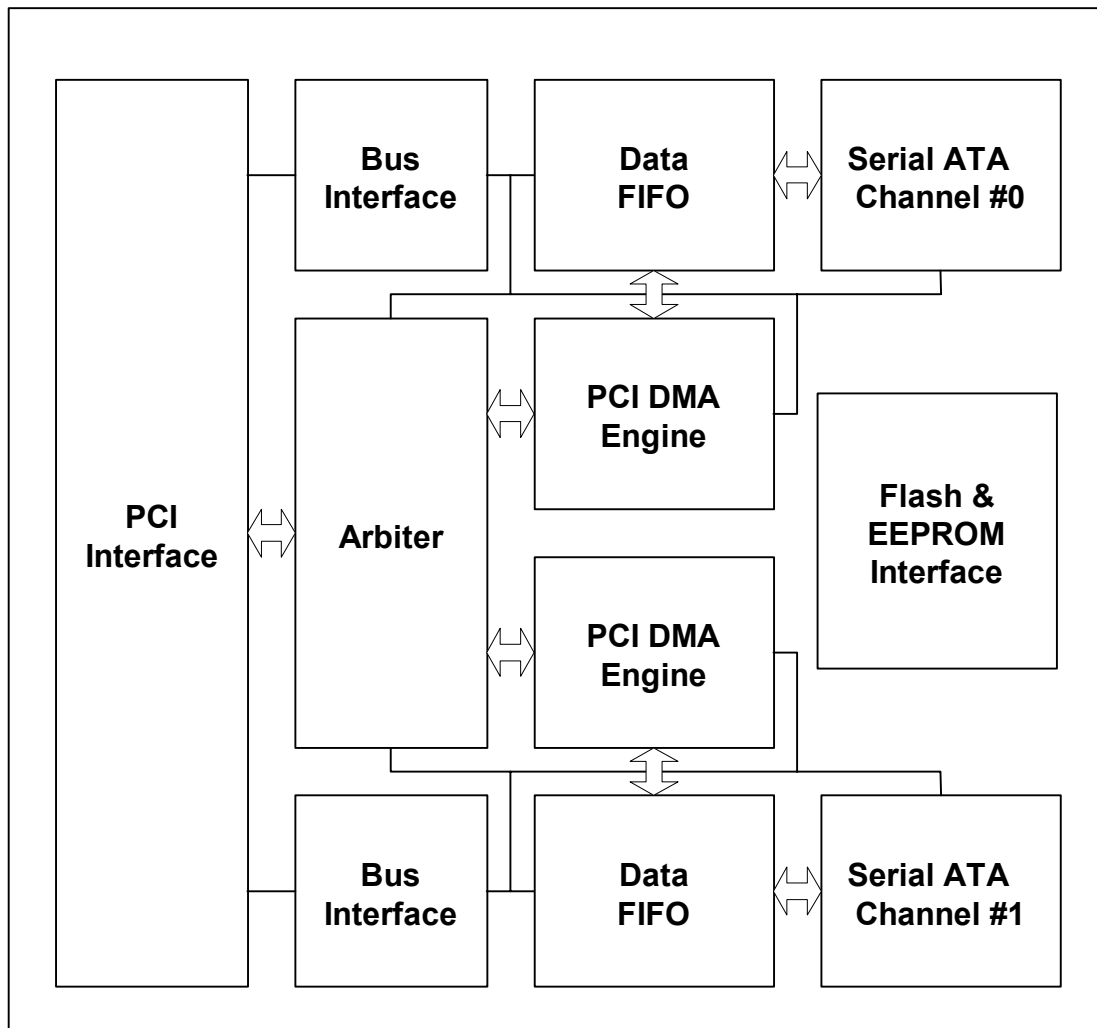 Bus
Interface
Data
FIFO
Serial ATA
Channel #0
PCI
Interface
Arbiter
PCI DMA
Engine
Flash &
EEPROM
Interface
PCI DMA
Engine
Bus
Interface
Data
FIFO
Serial ATA
Channel #1